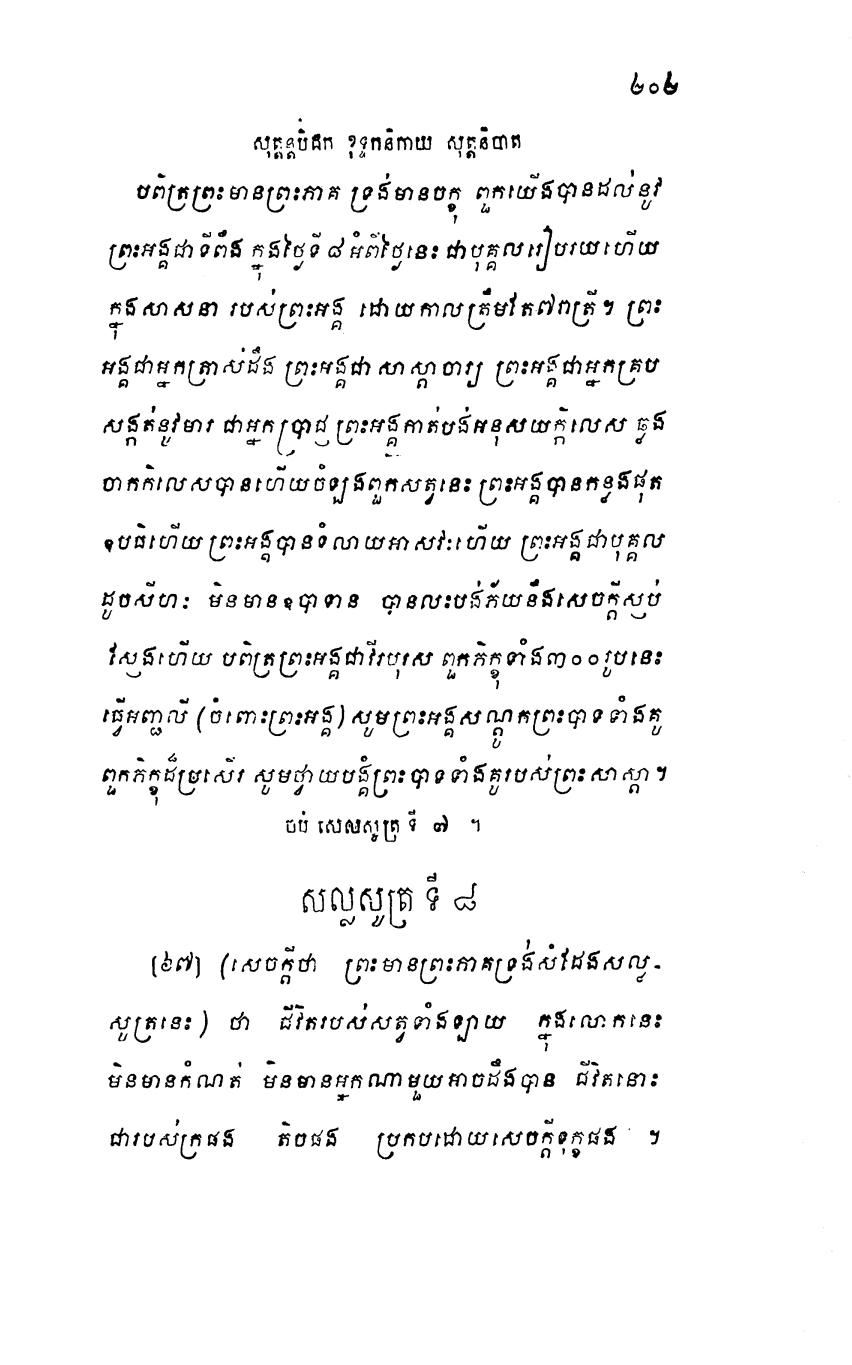 ២០២
សុត្តន្តបិដក ខុទ្ទកនិកាយ សុត្តនិបាត
បពិត្រព្រះមានព្រះភាគ ទ្រង់មានចក្ខុ ពួកយើងបានដល់នូវ
ព្រះអង្គជាទីពឹង ក្នុងថ្ងៃទី ៨ អំពីថ្ងៃនេះ ជាបុគ្គលរៀបរយហើយ
ក្នុងសាសនា របស់ព្រះអង្គ ដោយកាលត្រឹមតែ៧រាត្រី។ ព្រះ
អង្គជាអ្នកត្រាស់ដឹង ព្រះអង្គជា សាស្តាចារ្យ ព្រះអង្គជាអ្នកគ្រប
សង្កត់នូវមារ ជាអ្នកប្រាជ្ញ ព្រះអង្គកាត់បង់អនុសយក្កិលេស ឆ្លង
ចាកកិលេសបានហើយចំឡងពួកសត្វនេះ ព្រះអង្គបានកន្លងផុត
ឧបធិហើយ ព្រះអង្គបានទំលាយអាសវៈហើយ ព្រះអង្គជាបុគ្គល
ដូចសីហៈ មិនមានឧបាទាន បានលះបង់ភ័យនឹងសេចក្តីស្ញប់
ស្ញែងហើយ បពិត្រព្រះអង្គជាវីរបុរស ពួកភិក្ខុទាំង៣០០រូបនេះ
ធ្វើអញ្ជលី (ចំពោះព្រះអង្គ) សូមព្រះអង្គសណ្តូកព្រះបាទទាំងគូ
ពួកភិក្ខុដ៏ប្រសើរ សូមថ្វាយបង្គំព្រះបាទទាំងគូរបស់ព្រះសាស្តា។
ចប់ សេលសូត្រ ទី ៧ ។
សល្លសូត្រ ទី ៨
[៦៧] (សេចក្តីថា ព្រះមានព្រះភាគទ្រង់សំដែងសល្ល-
សូត្រនេះ) ថា ជីវិតរបស់សត្វទាំងឡាយ ក្នុងលោកនេះ
មិនមានកំណត់ មិនមានអ្នកណាមួយអាចដឹងបាន ជីវិតនោះ
ជារបស់ក្រផង តិចផង ប្រកបដោយសេចក្តីទុក្ខផង ។